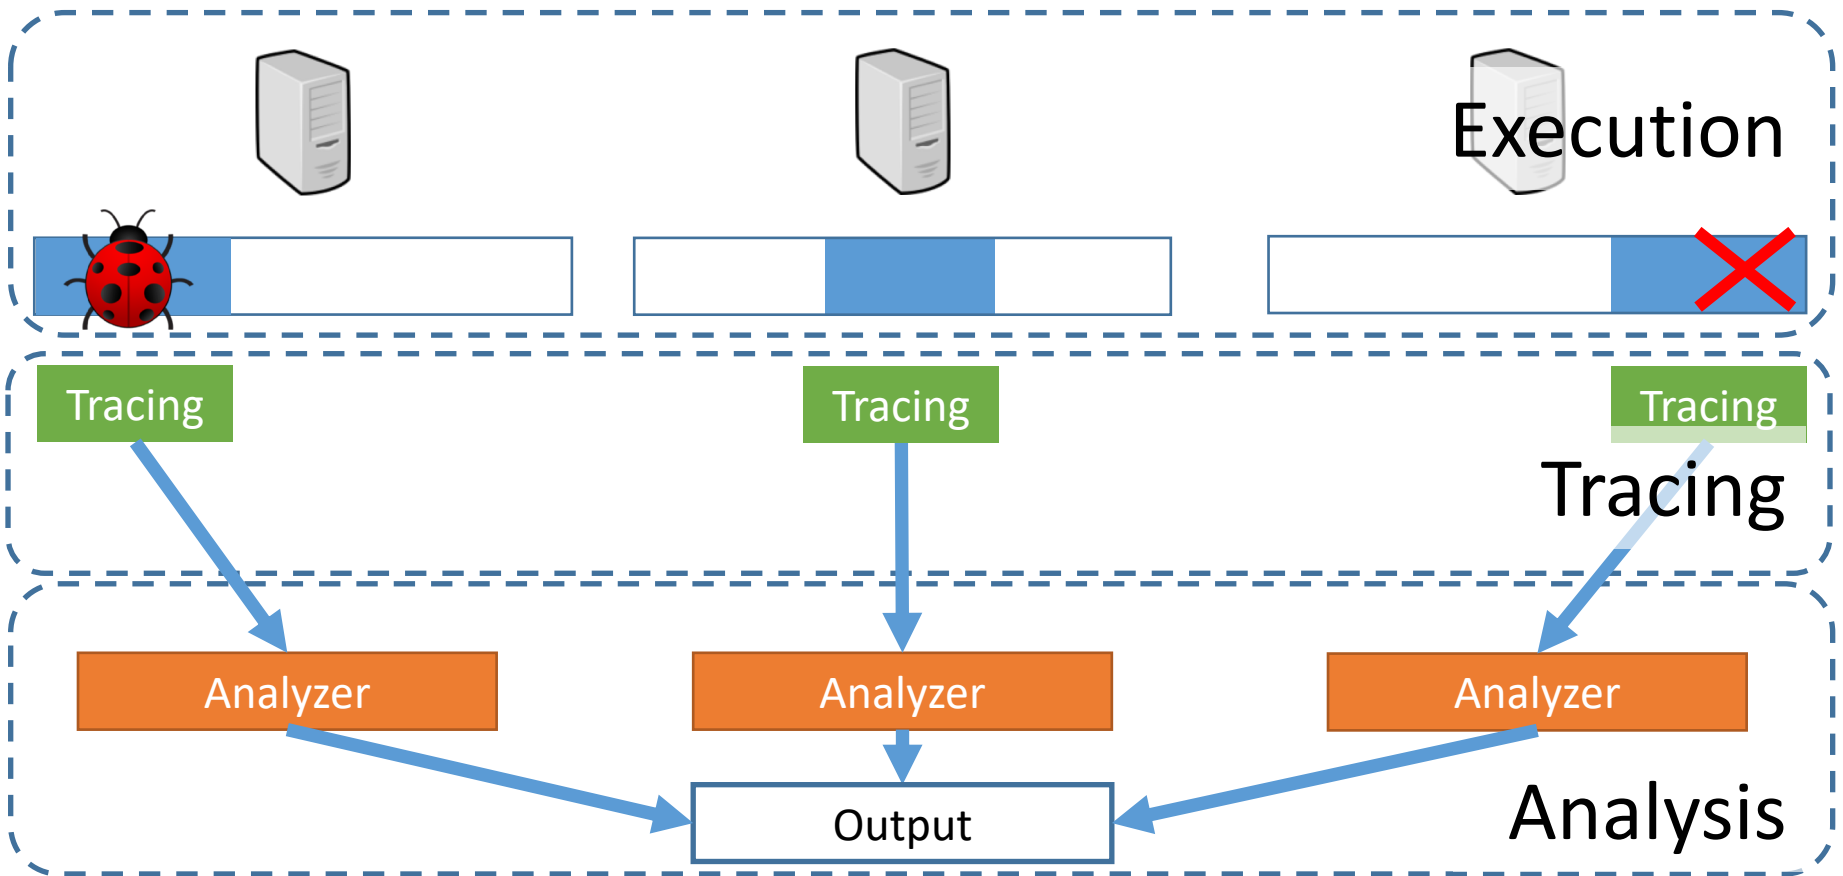 Execution
Tracing
Tracing
Tracing
Tracing
Analyzer
Analyzer
Analyzer
Output
Analysis